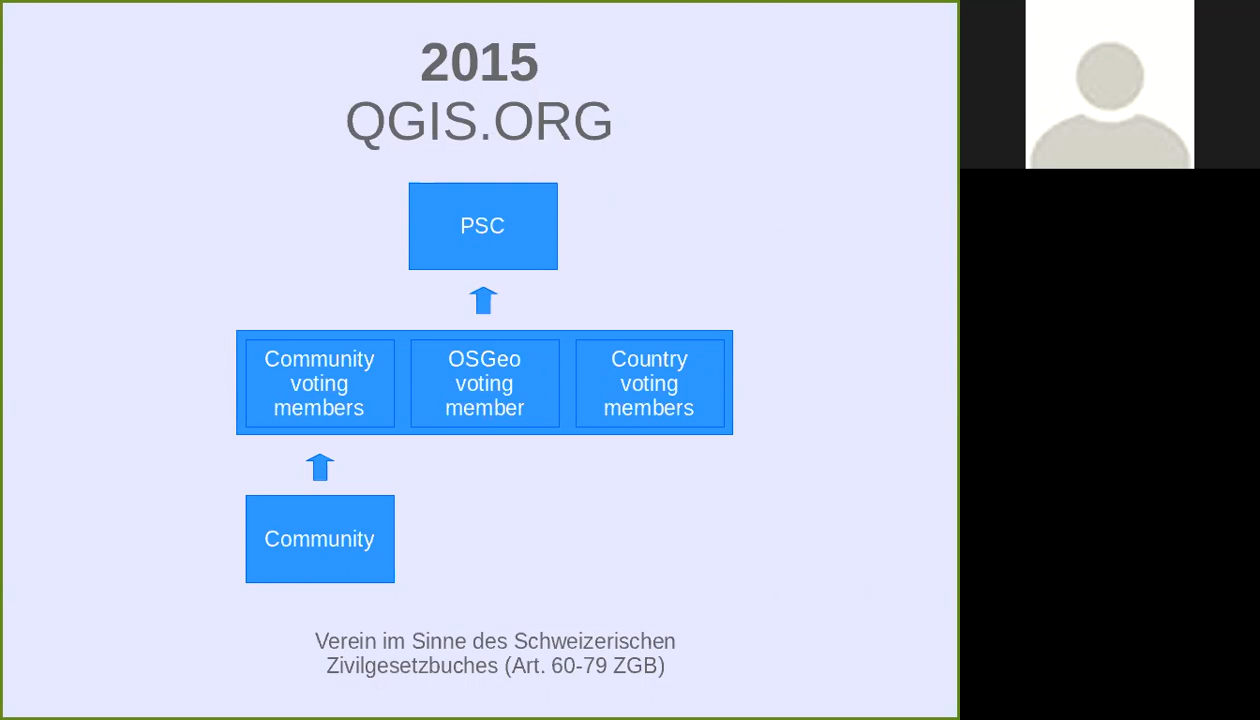 2015
QGIS.ORG
PSC
Community
voting
members
OSGeo
voting
member
Country
voting
members
Community
Verein im Sinne des Schweizerischen
Zivilgesetzbuches (Art. 60-79 ZGB)